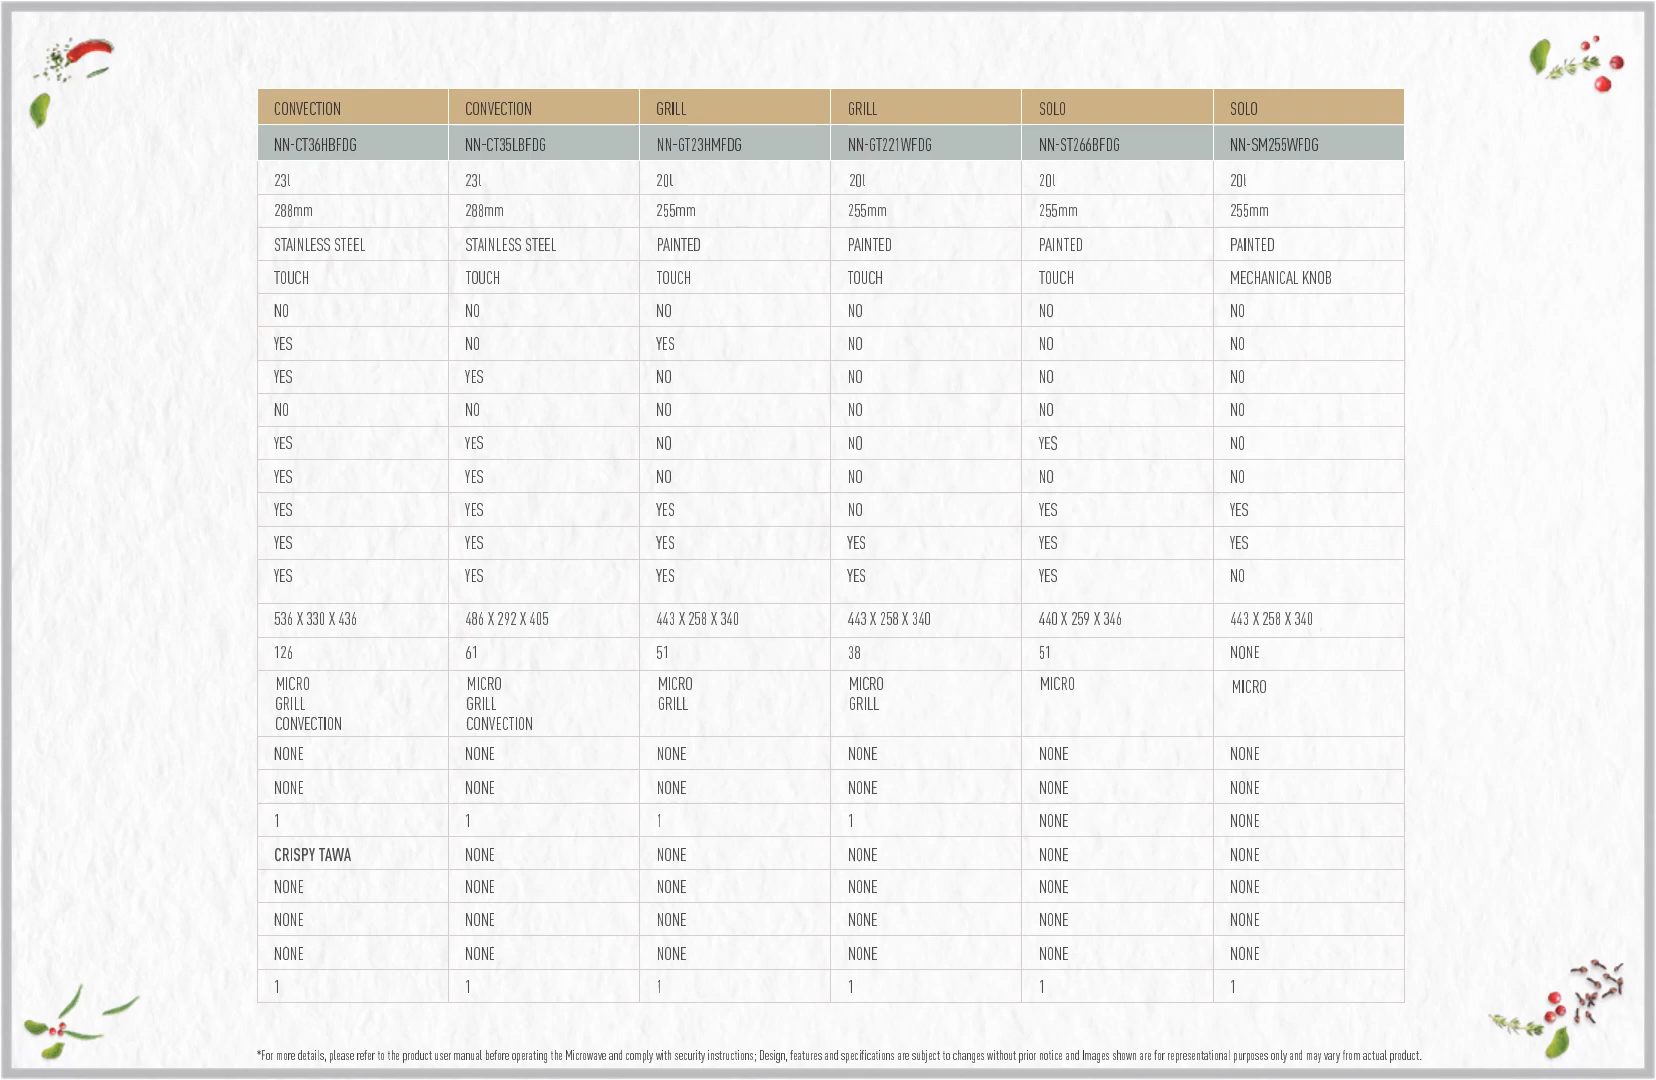 CONVECTION CONVECTION GRILL GRILL SOLO SOLO
NN-CT36HBFDG NN-CT35LBFDG NN-GT23HMFDG NN-GT221WFDG NN-ST266BFDG NN-SM255WFDG
23l 23l 20l 20l 20l 20l
288mm 288mm 255mm 255mm 255mm 255mm
STAINLESS STEEL STAINLESS STEEL PAINTED PAINTED PAINTED PAINTED
TOUCH TOUCH TOUCH TOUCH TOUCH MECHANICAL KNOB
NO NO NO NO NO NO
YES NO YES NO NO NO
YES YES NO NO NO NO
NO NO NO NO NO NO
YES YES NO NO YES NO
YES YES NO NO NO NO
YES YES YES NO YES YES
YES YES YES YES YES YES
YES YES YES YES YES NO
536 X 330 X 436 486 X 292 X 405 443 X 258 X 340 443 X 258 X 340 440 X 259 X 346 443 X 258 X 340
126 61 51 38 51 NONE
MICRO MICRO MICRO MICRO MICRO MICRO
GRILL GRILL GRILL GRILL
CONVECTION CONVECTION
NONE NONE NONE NONE NONE NONE
NONE NONE NONE NONE NONE NONE
1 1 1 1 NONE NONE
CRISPY TAWA NONE NONE NONE NONE NONE
NONE NONE NONE NONE NONE NONE
NONE NONE NONE NONE NONE NONE
NONE NONE NONE NONE NONE NONE
1 1 1 1 1 1
*For more details, please refer to the product user manual before operating the Microwave and comply with security instructions; Design, features and specifications are subject to changes without prior notice and Images shown are for representational purposes only and may vary from actual product.